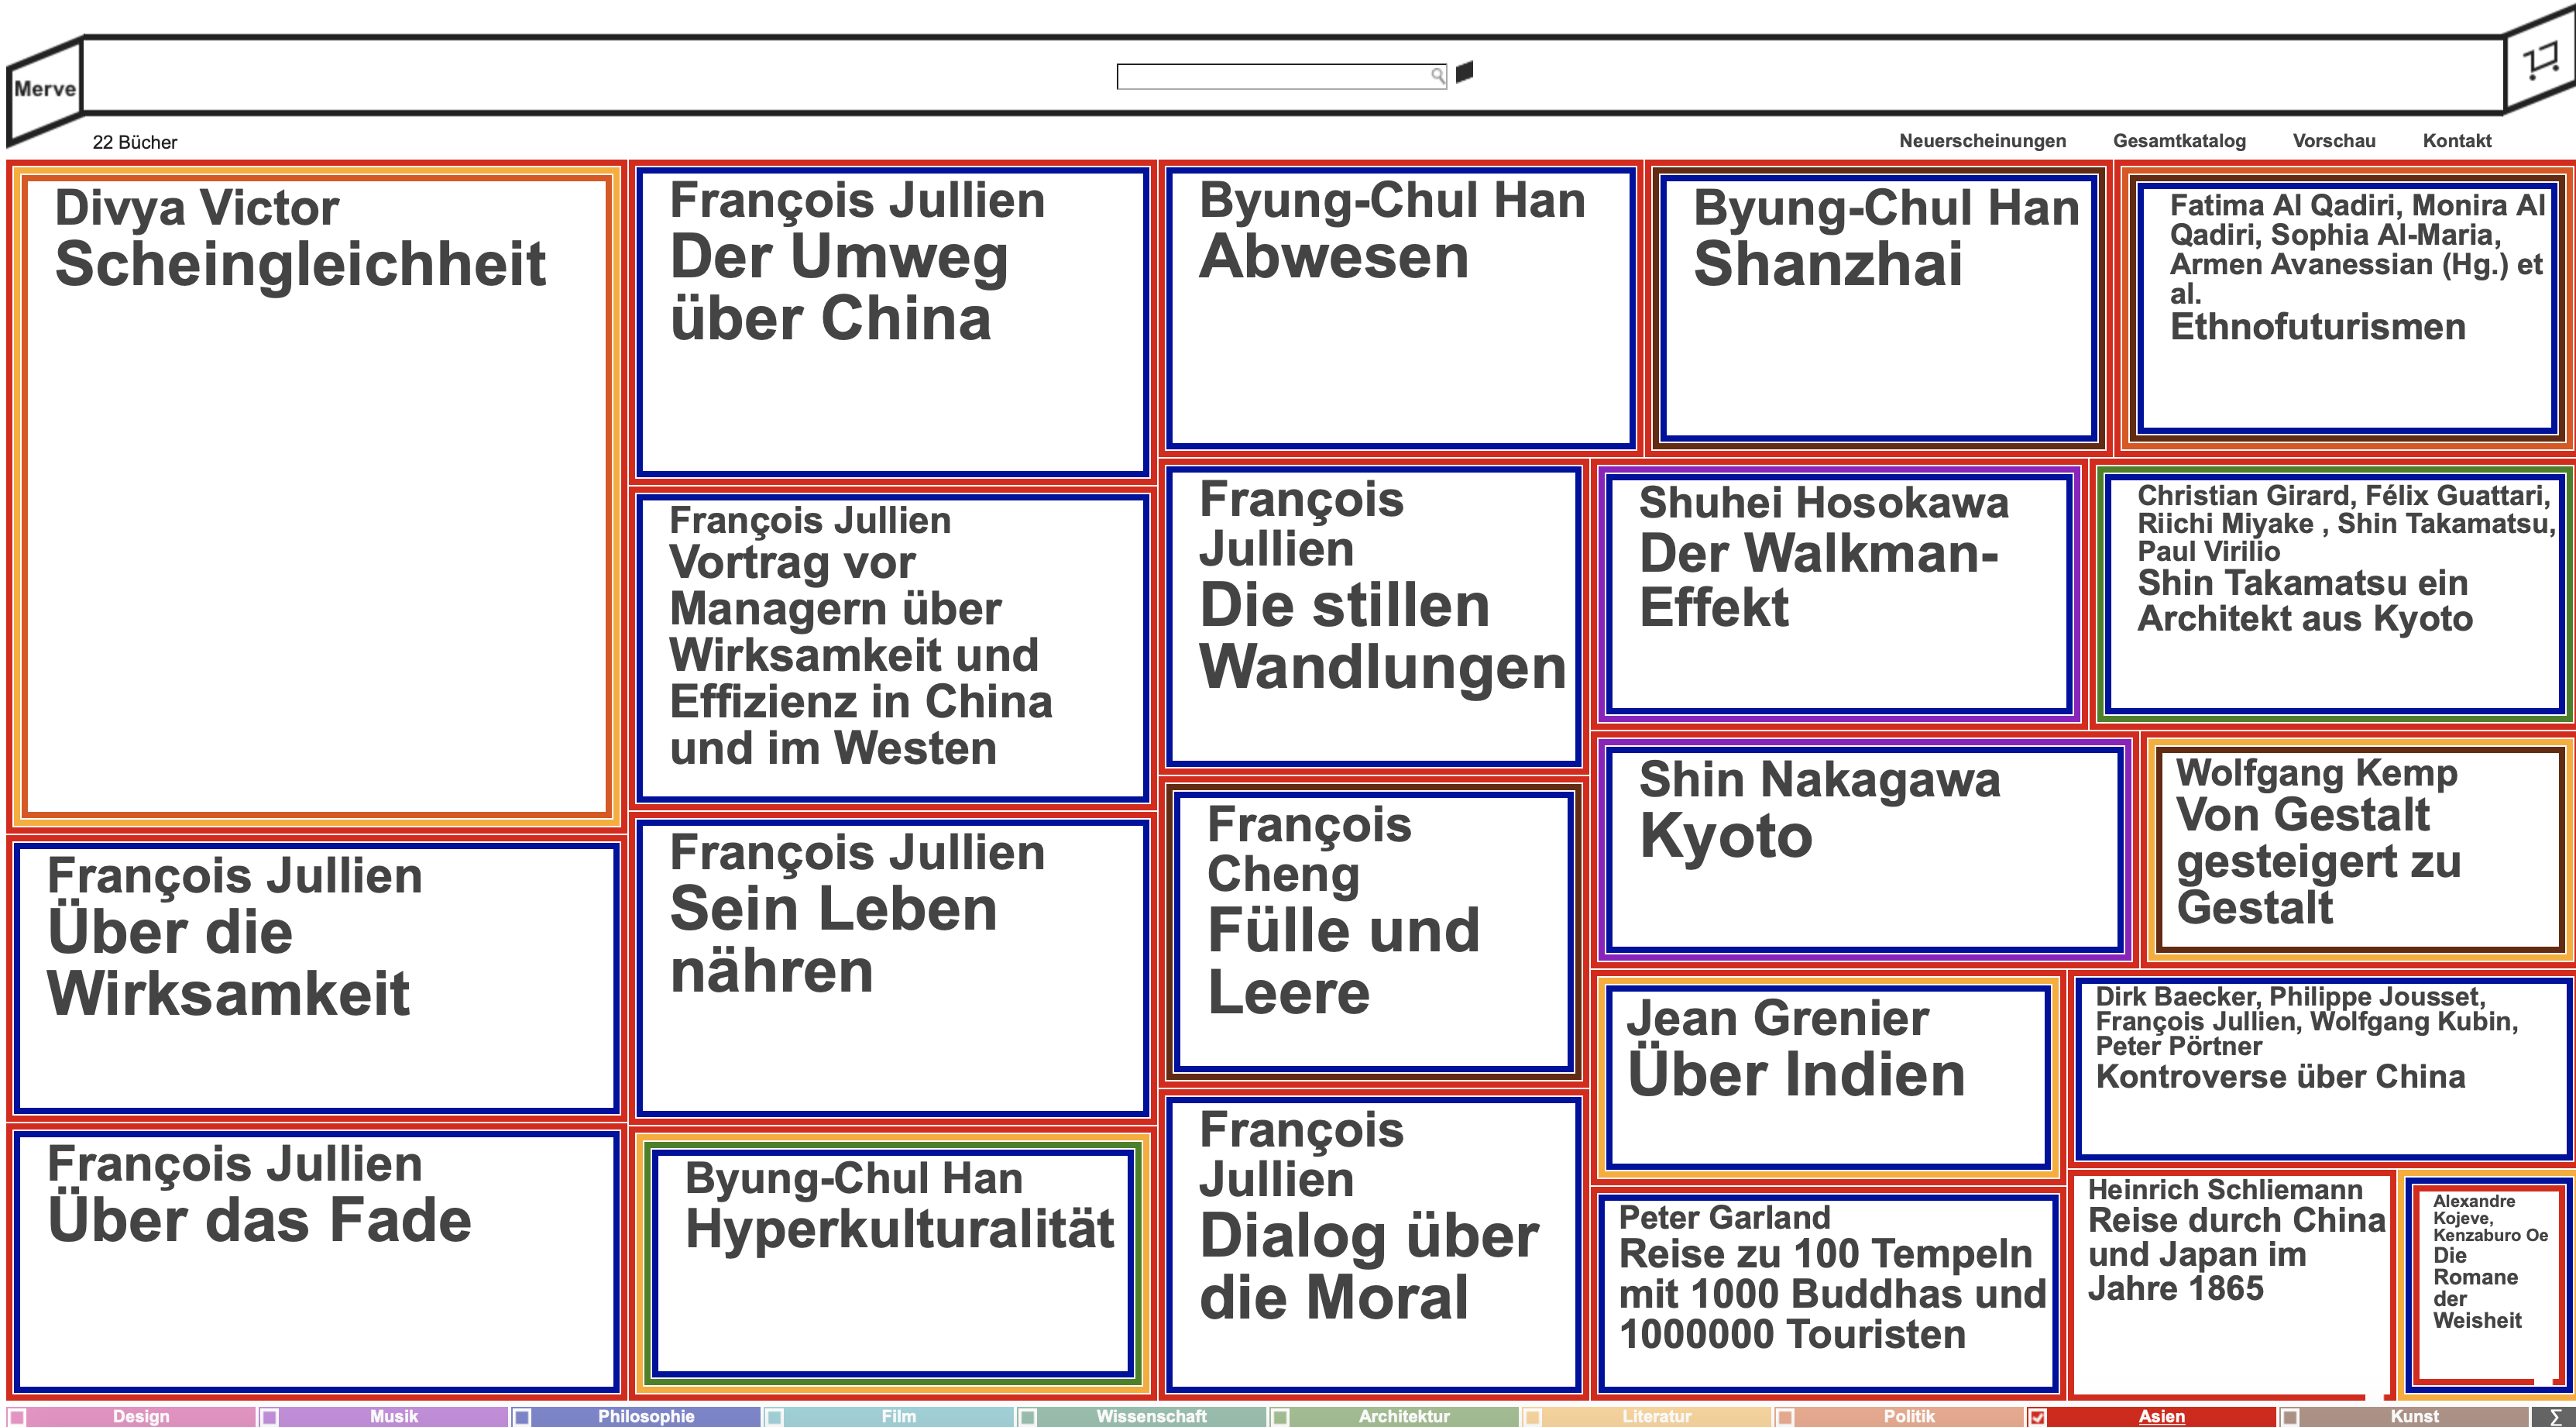 Merve
22 Bücher
Neuerscheinungen
Gesamtkatalog
Vorschau
Kontakt
Divya Victor
Scheingleichheit
François Jullien
Über die
Wirksamkeit
François Jullien
Über das Fade
François Jullien
Der Umweg
über China
François Jullien
Vortrag vor
Managern über
Wirksamkeit und
Effizienz in China
und im Westen
François Jullien
Sein Leben
nähren
Byung-Chul Han
Hyperkulturalität
Byung-Chul Han
Abwesen
François
Jullien
Die stillen
Wandlungen
François
Cheng
Fülle und
Leere
François
Jullien
Dialog über
die Moral
Byung-Chul Han
Shanzhai
Fatima Al Qadiri, Monira Al
Qadiri, Sophia Al-Maria,
Armen Avanessian (Hg.) et
al.
Ethnofuturismen
Shuhei Hosokawa
Der Walkman-
Effekt
Christian Girard, Félix Guattari,
Riichi Miyake , Shin Takamatsu,
Paul Virilio
Shin Takamatsu ein
Architekt aus Kyoto
Shin Nakagawa
Kyoto
Wolfgang Kemp
Von Gestalt
gesteigert zu
Gestalt
Jean Grenier
Über Indien
Dirk Baecker, Philippe Jousset,
François Jullien, Wolfgang Kubin,
Peter Pörtner
Kontroverse über China
Peter Garland
Reise zu 100 Tempeln
mit 1000 Buddhas und
1000000 Touristen
Heinrich Schliemann
Reise durch China
und Japan im
Jahre 1865
Alexandre
Kojeve,
Kenzaburo Oe
Die
Romane
der
Weisheit
Design
Musik
Philosophie
Film
Wissenschaft
Architektur
Literatur
Politik
Asien
Kunst
Σ